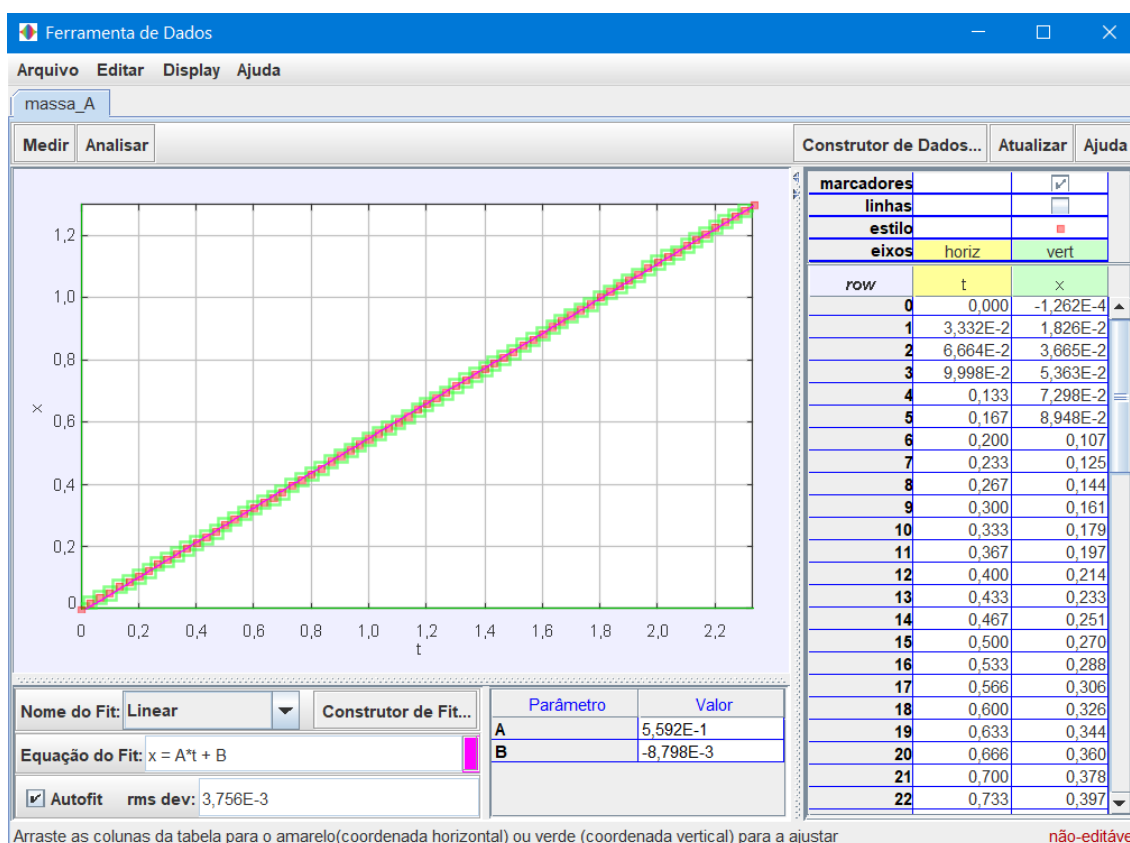 Ferramenta de Dados
Arquivo Editar Display Ajuda
massa_A
Medir Analisar Construtor de Dados... Atualizar Ajuda
marcadores
linhas
estilo
eixos horiz vert
row t x
0 0,000 -1,262E-4
1 3,332E-2 1,826E-2
2 6,664E-2 3,665E-2
3 9,998E-2 5,363E-2
4 0,133 7,298E-2
5 0,167 8,948E-2
6 0,200 0,107
7 0,233 0,125
8 0,267 0,144
9 0,300 0,161
10 0,333 0,179
11 0,367 0,197
12 0,400 0,214
13 0,433 0,233
14 0,467 0,251
15 0,500 0,270
16 0,533 0,288
17 0,566 0,306
18 0,600 0,326
19 0,633 0,344
20 0,666 0,360
21 0,700 0,378
22 0,733 0,397
1,2
1,0
0,8
x
0,6
0,4
0,2
0
0 0,2 0,4 0,6 0,8 1,0 1,2 1,4 1,6 1,8 2,0 2,2
t
Nome do Fit: Linear Construtor de Fit...
Equação do Fit: x = A*t + B
Autofit rms dev: 3,756E-3
Parâmetro Valor
A 5,592E-1
B -8,798E-3
Arraste as colunas da tabela para o amarelo(coordenada horizontal) ou verde (coordenada vertical) para a ajustar não-editáve